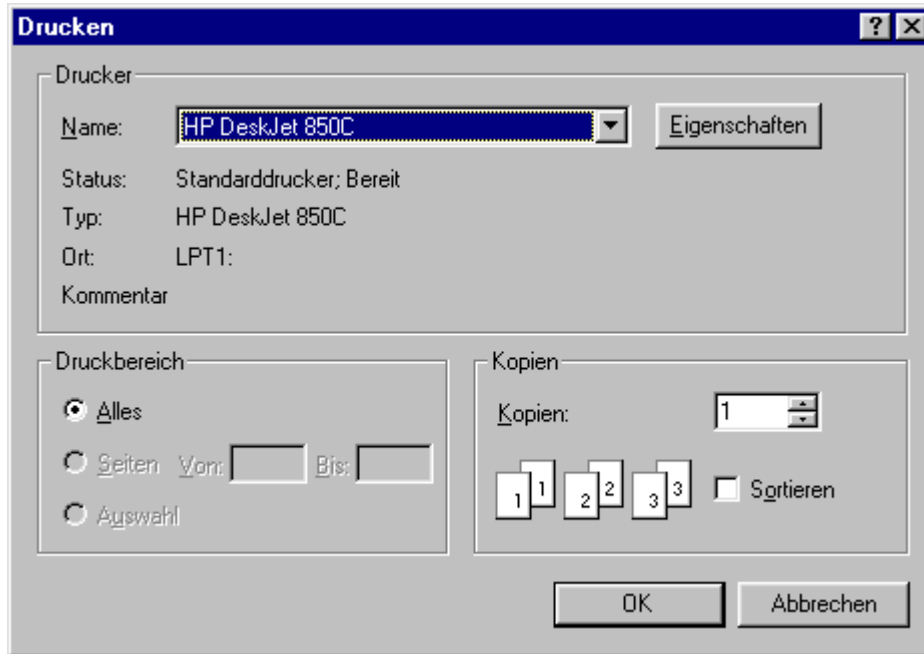 Drucken
Drucker
Name: HP DeskJet 850C Eigenschaften
Status: Standarddrucker; Bereit
Typ: HP DeskJet 850C
Ort: LPT1:
Kommentar
Druckbereich
Alles
Seiten Von: Bis:
Auswahl
Kopien
Kopien: 1
1 1 2 2 3 3 Sortieren
OK Abbrechen